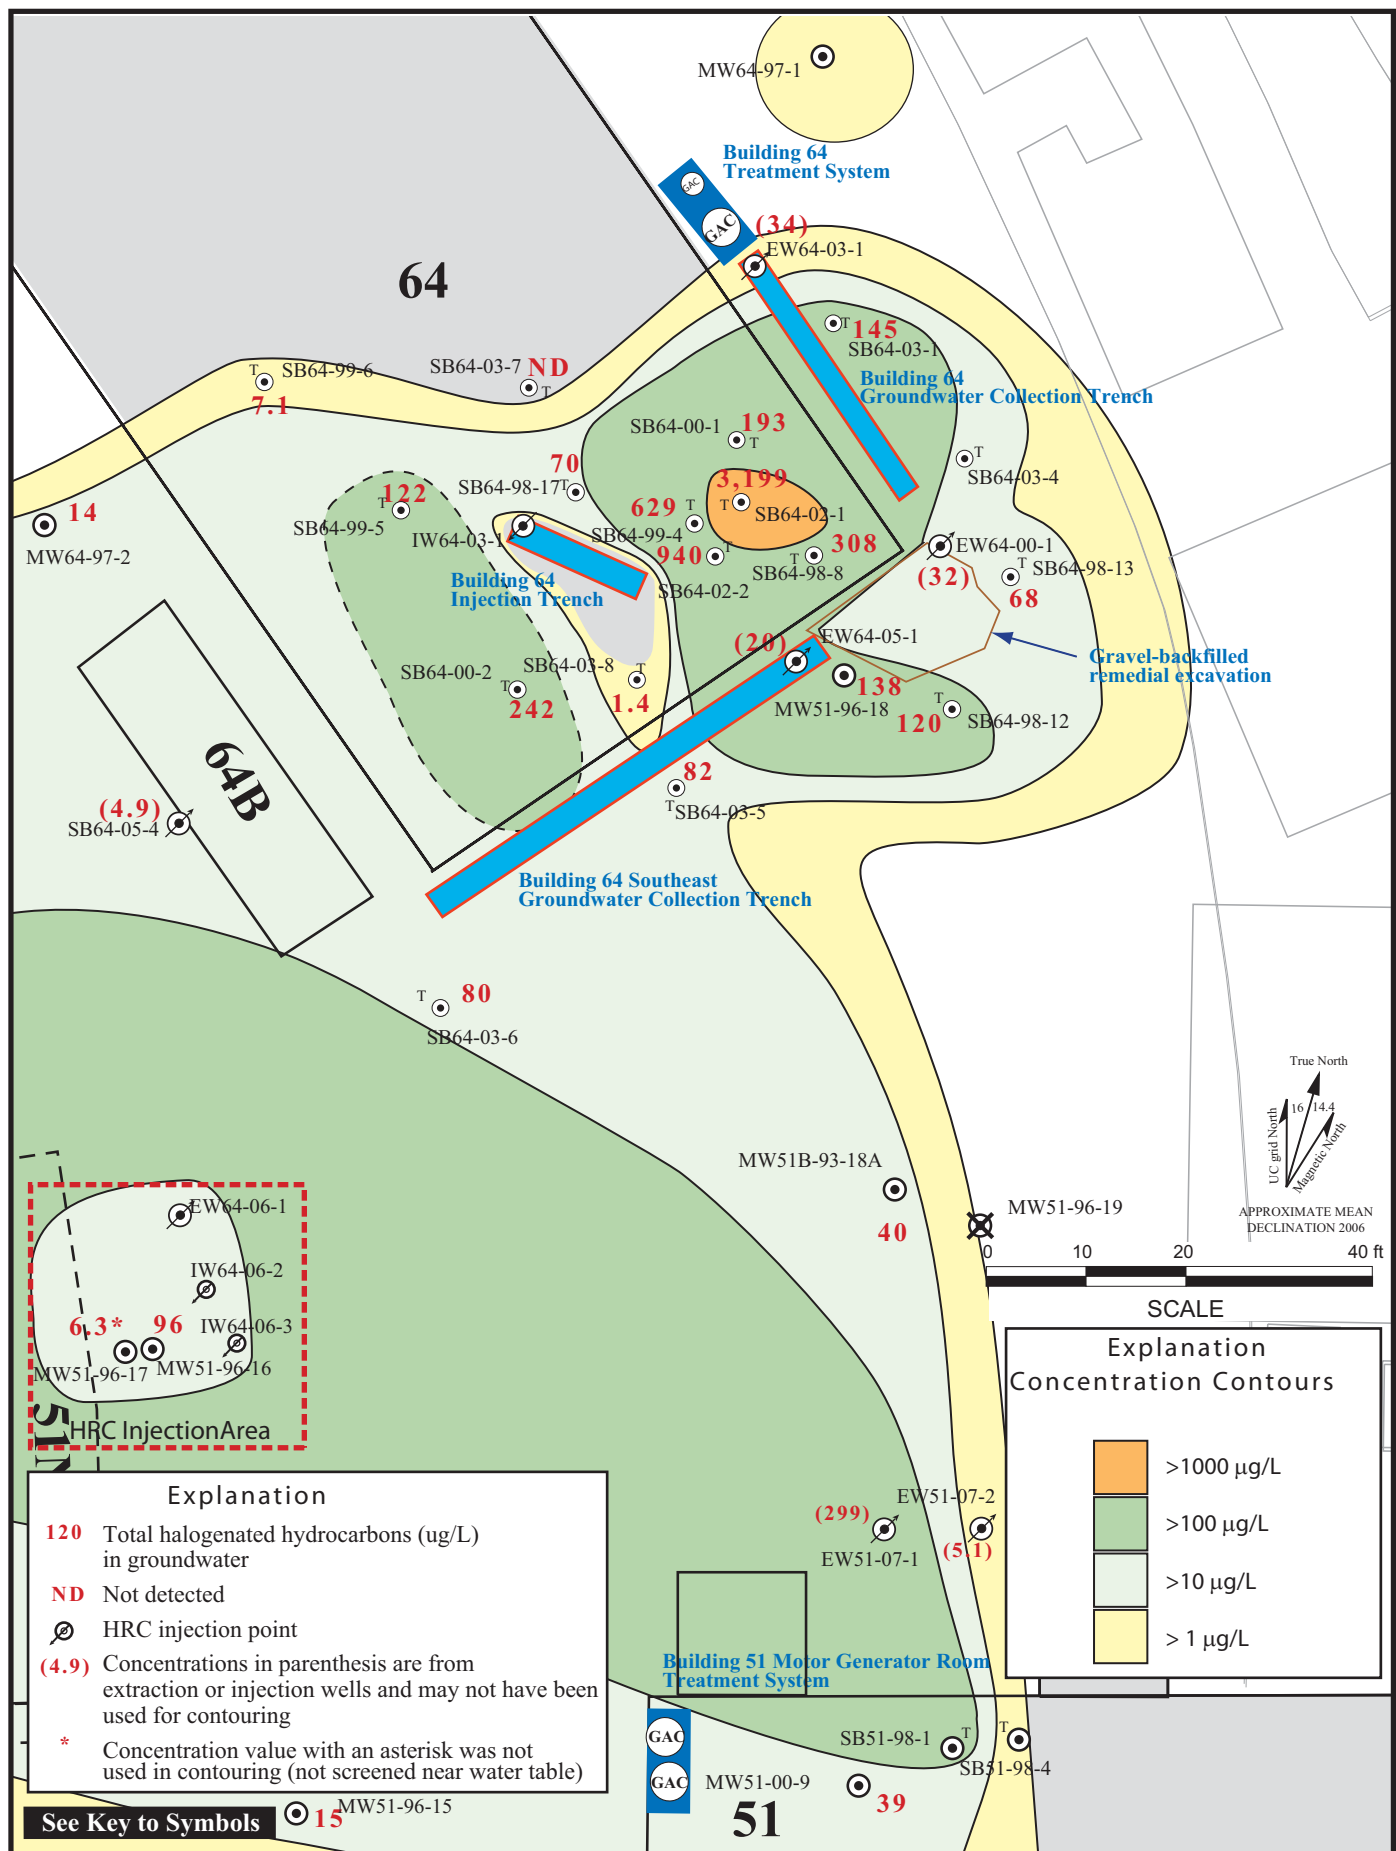 MW64-97-1
Building 64
Treatment System
GAC
GAC
(34)
EW64-03-1
64
T
145
SB64-03-1
SB64-03-7 ND
T
T SB64-99-6
7.1
Building 64
Groundwater Collection Trench
SB64-00-1 193
T
T
SB64-03-4
70
SB64-98-17 T
3,199
T
SB64-02-1
122
T
SB64-99-5
14
MW64-97-2
629 T
SB64-99-4
IW64-03-1
940 T
SB64-02-2
308
T
SB64-98-8
EW64-00-1
(32)
T SB64-98-13
68
Building 64
Injection Trench
(20)
EW64-05-1
Gravel-backfilled
remedial excavation
SB64-00-2
T
242
SB64-03-8
T
1.4
138
MW51-96-18
T
120
SB64-98-12
64B
82
T SB64-03-5
(4.9)
SB64-05-4
Building 64 Southeast
Groundwater Collection Trench
T
80
SB64-03-6
True North
16
14.4
UC grid North
Magnetic North
APPROXIMATE MEAN
DECLINATION 2006
MW51B-93-18A
40
MW51-96-19
0 10 20 40 ft
SCALE
EW64-06-1
IW64-06-2
IW64-06-3
6.3*
96
MW51-96-17
MW51-96-16
HRC InjectionArea
Explanation
Concentration Contours
>1000 µg/L
>100 µg/L
>10 µg/L
> 1 µg/L
Explanation
120 Total halogenated hydrocarbons (ug/L)
in groundwater
ND Not detected
HRC injection point
(4.9) Concentrations in parenthesis are from
extraction or injection wells and may not have been
used for contouring
* Concentration value with an asterisk was not
used in contouring (not screened near water table)
EW51-07-2
(299)
EW51-07-1
(5.1)
Building 51 Motor Generator Room
Treatment System
GAC
GAC
SB51-98-1 T
T
SB51-98-4
MW51-00-9
39
51
MW51-96-15
15
See Key to Symbols